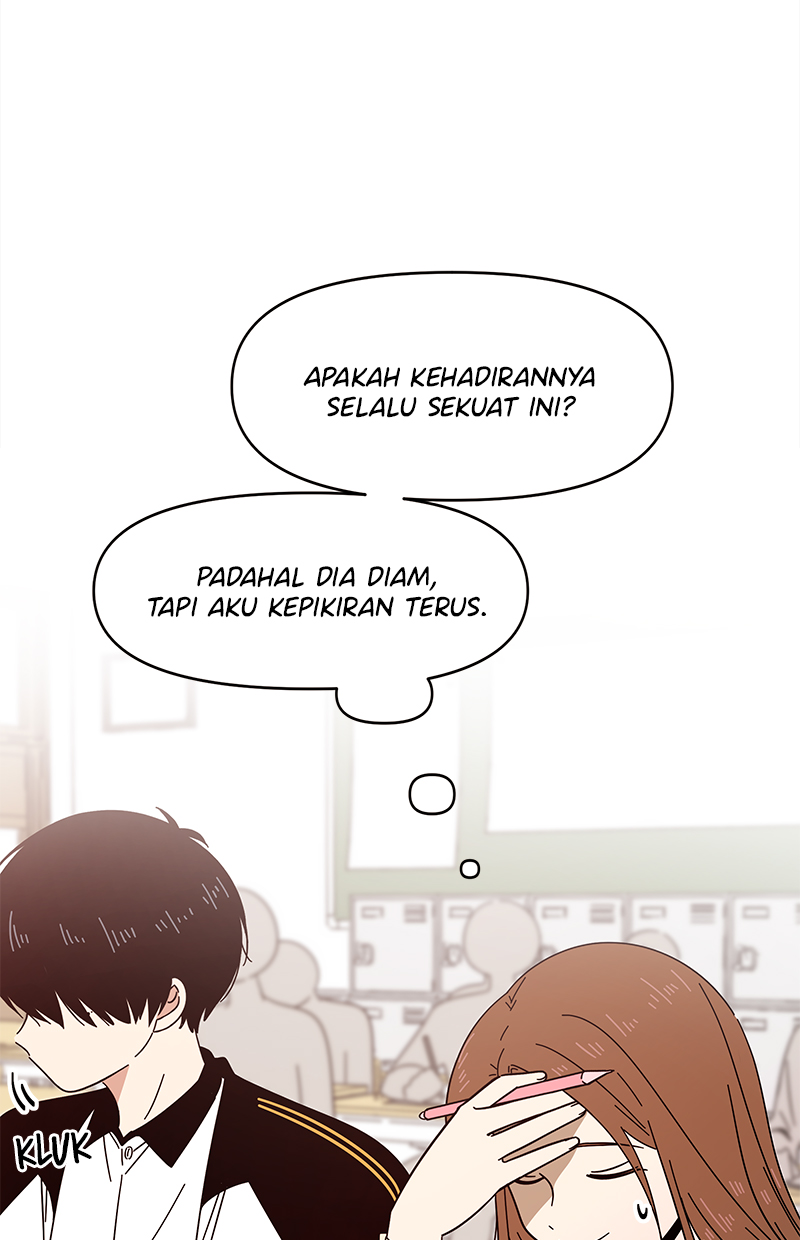 APAKAH KEHADIRANNYA
SELALU SEKUAT INI?
PADAHAL DIA DIAM,
TAPI AKU KEPIKIRAN TERUS.
KLUK